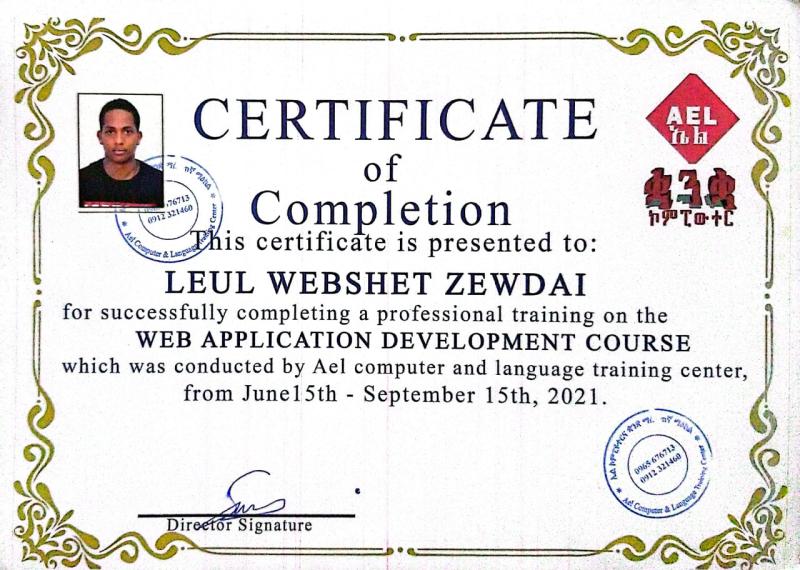 CERTIFICATE
of
Completion
AEL
ኤል
ቋንቋ
ኮምፒውተር
This certificate is presented to:
LEUL WEBSHET ZEWDAI
for successfully completing a professional training on the
WEB APPLICATION DEVELOPMENT COURSE
which was conducted by Ael computer and language training center,
from June15th - September 15th, 2021.
676713
0912 321460
Ael Computer & Language Training Center
0965 676713
0912 321460
Ael Computer & Language Training Center
Director Signature